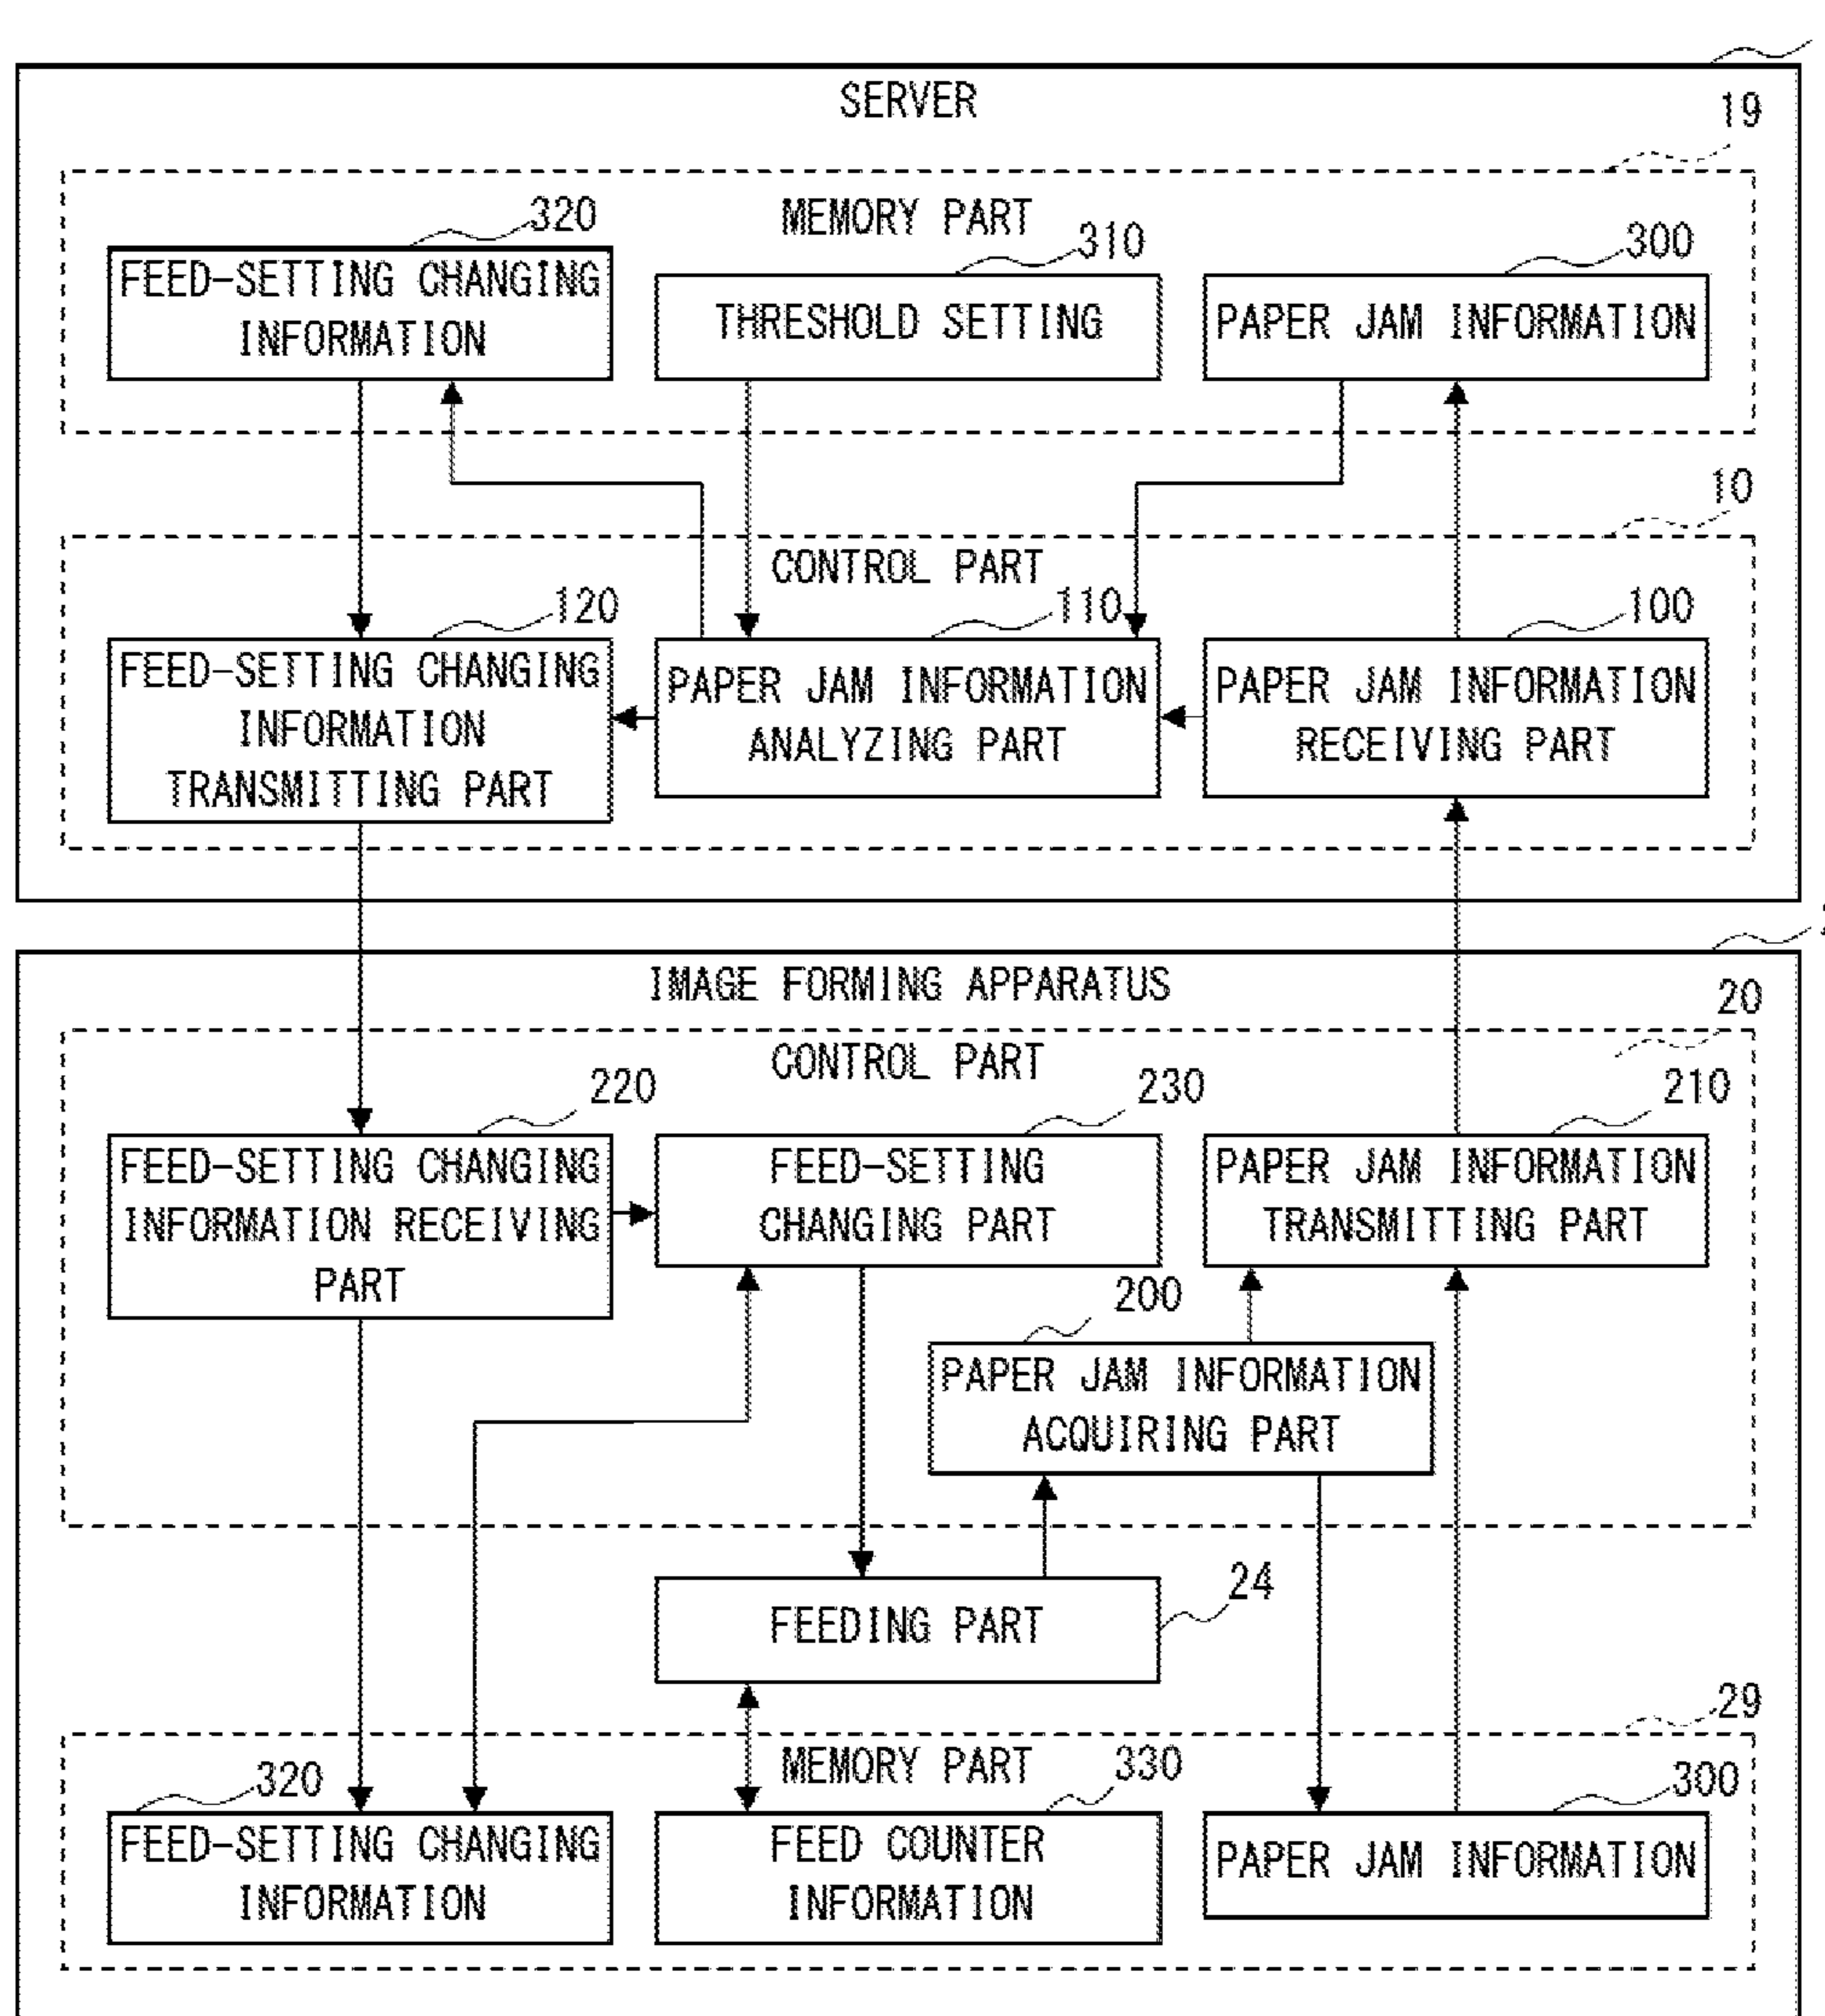 SERVER
19
MEMORY PART
320
310
300
FEED-SETTING CHANGING
INFORMATION
THRESHOLD SETTING
PAPER JAM INFORMATION
10
CONTROL PART
120
110
100
FEED-SETTING CHANGING
INFORMATION
TRANSMITTING PART
PAPER JAM INFORMATION
ANALYZING PART
PAPER JAM INFORMATION
RECEIVING PART
IMAGE FORMING APPARATUS
20
CONTROL PART
220
230
210
FEED-SETTING CHANGING
INFORMATION RECEIVING
PART
FEED-SETTING
CHANGING PART
PAPER JAM INFORMATION
TRANSMITTING PART
200
PAPER JAM INFORMATION
ACQUIRING PART
FEEDING PART
24
29
MEMORY PART
320
330
300
FEED-SETTING CHANGING
INFORMATION
FEED COUNTER
INFORMATION
PAPER JAM INFORMATION